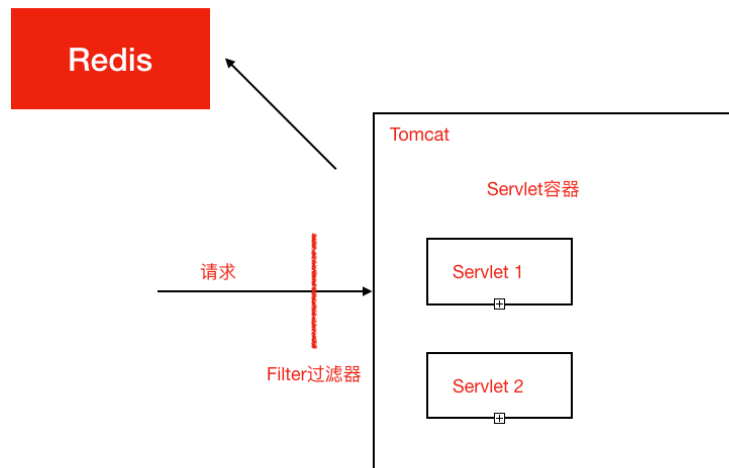 Redis
Tomcat
Servlet容器
请求
Servlet 1
Filter过滤器
Servlet 2